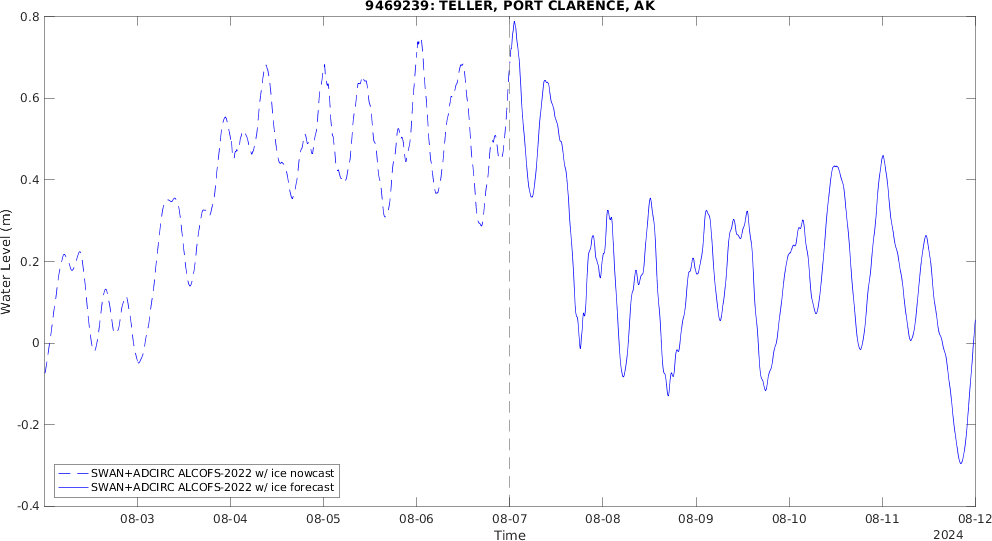 9469239: TELLER, PORT CLARENCE, AK
Water Level (m)
0.8
0.6
0.4
0.2
0
-0.2
-0.4
SWAN+ADCIRC ALCOFS-2022 w/ ice nowcast
SWAN+ADCIRC ALCOFS-2022 w/ ice forecast
08-03 08-04 08-05 08-06 08-07 08-08 08-09 08-10 08-11 08-12
Time
2024